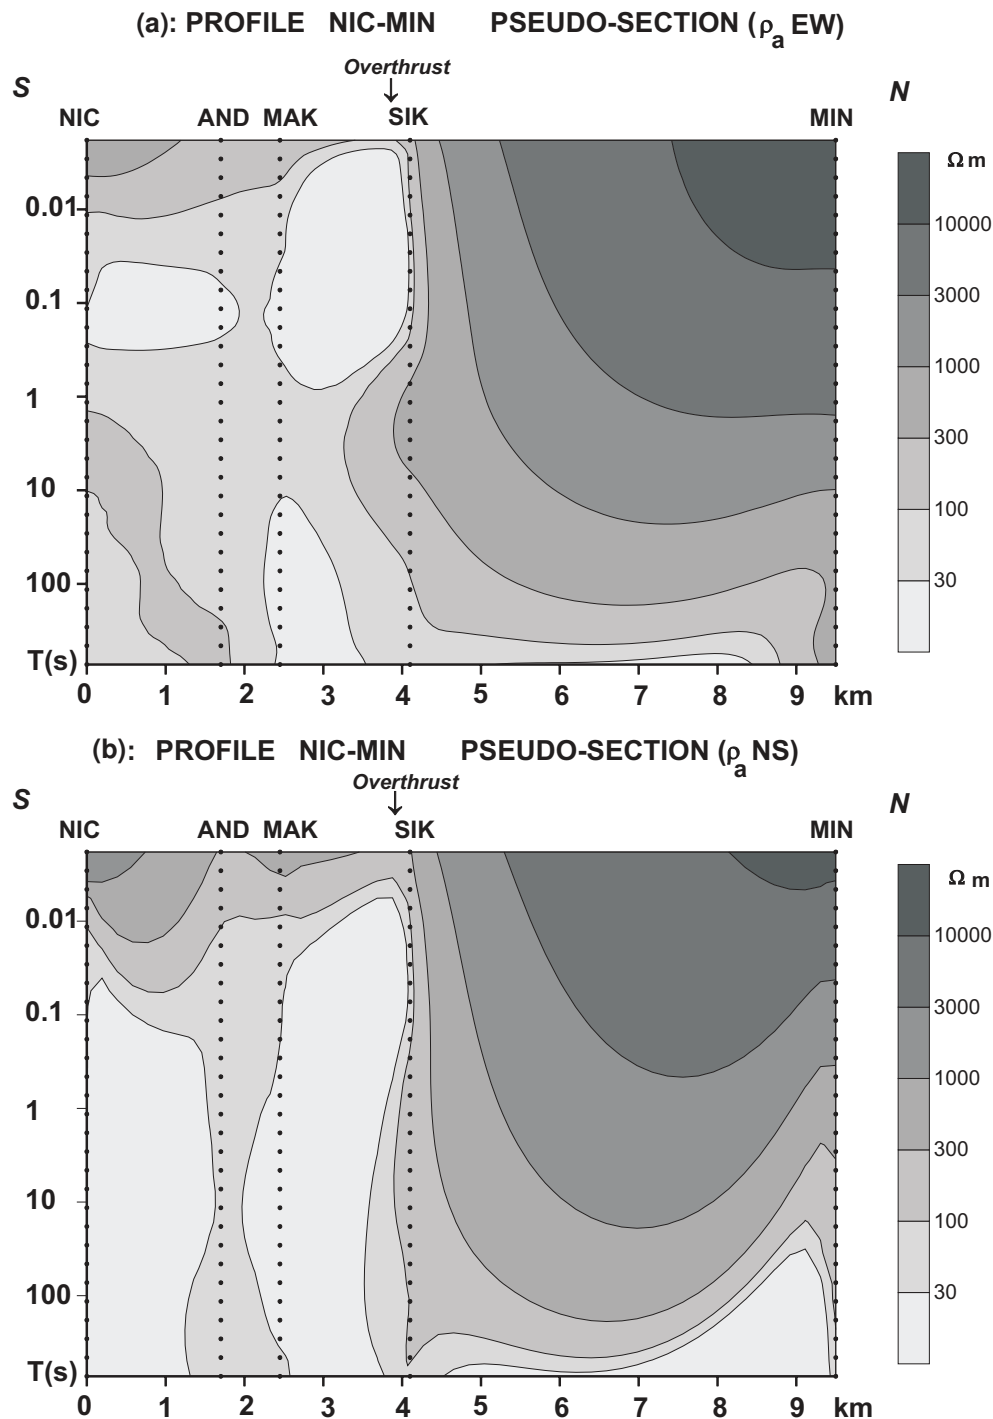 (a): PROFILE NIC-MIN PSEUDO-SECTION (ρa EW)
Overthrust
S
N
NIC AND MAK SIK MIN
Ω m
0.01
0.1
1
10
100
T(s)
10000
3000
1000
300
100
30
0 1 2 3 4 5 6 7 8 9 km
(b): PROFILE NIC-MIN PSEUDO-SECTION (ρa NS)
Overthrust
S
N
NIC AND MAK SIK MIN
Ω m
0.01
0.1
1
10
100
T(s)
10000
3000
1000
300
100
30
0 1 2 3 4 5 6 7 8 9 km